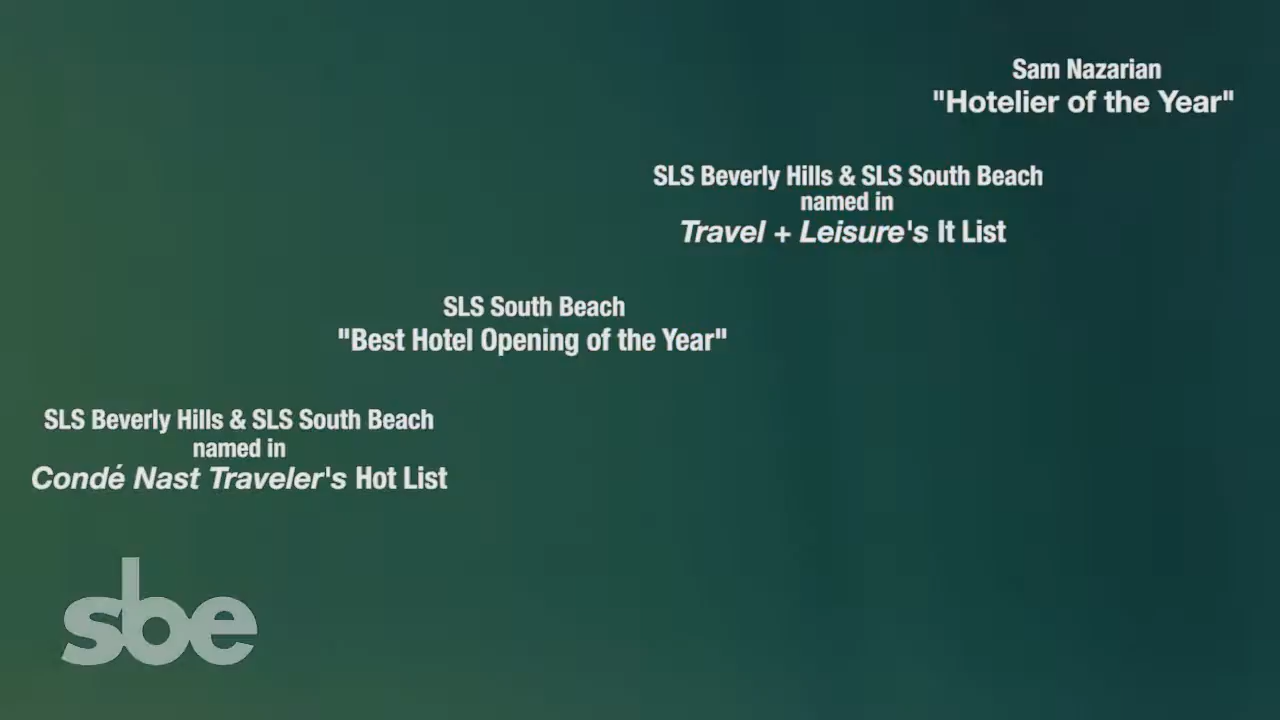 Sam Nazarian
"Hotelier of the Year"
SLS Beverly Hills & SLS South Beach
named in
Travel + Leisure's It List
SLS South Beach
"Best Hotel Opening of the Year"
SLS Beverly Hills & SLS South Beach
named in
Condé Nast Traveler's Hot List
sbe